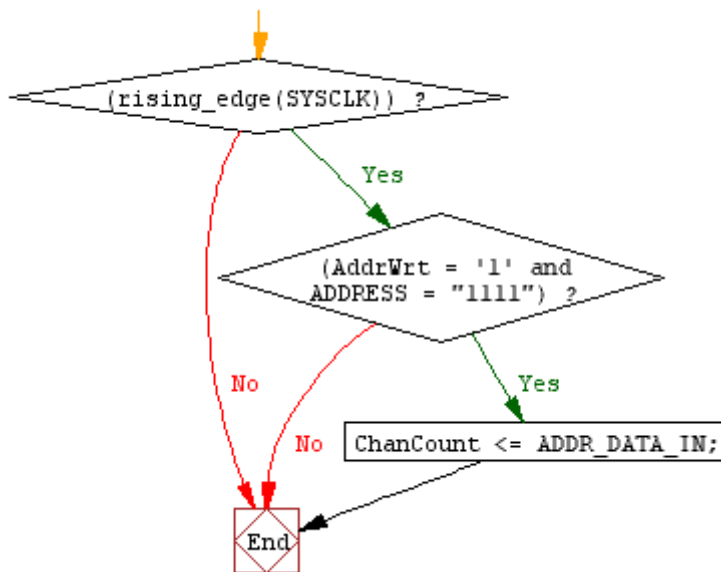 (rising_edge(SYSCLK)) ?
Yes
(AddrWrt = '1' and
ADDRESS = "1111") ?
No
Yes
No
ChanCount <= ADDR_DATA_IN;
End